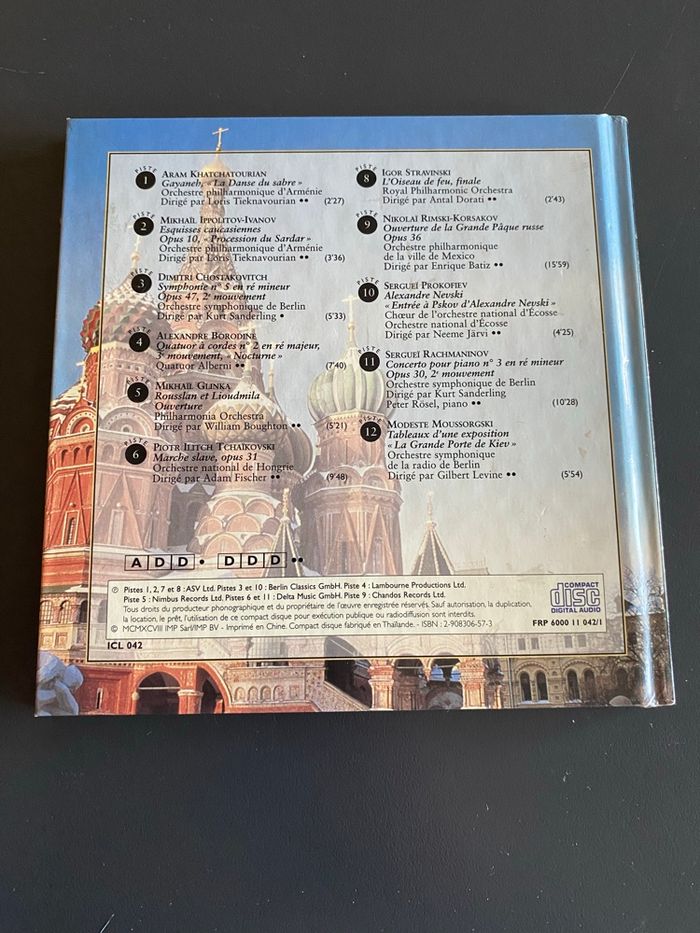 PISTE
1
ARAM KHATCHATOURIAN
Gayaneh, « La Danse du sabre »
Orchestre philharmonique d'Arménie
Dirigé par Loris Tieknavourian •• (2'27)
PISTE
2
MIKHAÏL IPPOLITOV-IVANOV
Esquisses caucasiennes
Opus 10, « Procession du Sardar »
Orchestre philharmonique d'Arménie
Dirigé par Loris Tieknavourian •• (3'36)
PISTE
3
DIMITRI CHOSTAKOVITCH
Symphonie n° 5 en ré mineur
Opus 47, 2e mouvement
Orchestre symphonique de Berlin
Dirigé par Kurt Sanderling • (5'33)
PISTE
4
ALEXANDRE BORODINE
Quatuor à cordes n° 2 en ré majeur,
3e mouvement, « Nocturne »
Quatuor Alberni •• (7'40)
PISTE
5
MIKHAÏL GLINKA
Rousslan et Lioudmila
Ouverture
Philharmonia Orchestra
Dirigé par William Boughton •• (5'21)
PISTE
6
PIOTR ILITCH TCHAÏKOVSKI
Marche slave, opus 31
Orchestre national de Hongrie
Dirigé par Adam Fischer •• (9'48)
PISTE
8
IGOR STRAVINSKI
L'Oiseau de feu, finale
Royal Philharmonic Orchestra
Dirigé par Antal Dorati •• (2'43)
PISTE
9
NIKOLAÏ RIMSKI-KORSAKOV
Ouverture de la Grande Pâque russe
Opus 36
Orchestre philharmonique
de la ville de Mexico
Dirigé par Enrique Batiz •• (15'59)
PISTE
10
SERGUEÏ PROKOFIEV
Alexandre Nevski
« Entrée à Pskov d'Alexandre Nevski »
Chœur de l'orchestre national d'Écosse
Orchestre national d'Écosse
Dirigé par Neeme Järvi •• (4'25)
PISTE
11
SERGUEÏ RACHMANINOV
Concerto pour piano n° 3 en ré mineur
Opus 30, 2e mouvement
Orchestre symphonique de Berlin
Dirigé par Kurt Sanderling
Peter Rösel, piano •• (10'28)
PISTE
12
MODESTE MOUSSORGSKI
Tableaux d'une exposition
« La Grande Porte de Kiev »
Orchestre symphonique
de la radio de Berlin
Dirigé par Gilbert Levine •• (5'54)
ADD • DDD ••
℗ Pistes 1, 2, 7 et 8 : ASV Ltd. Pistes 3 et 10 : Berlin Classics GmbH. Piste 4 : Lambourne Productions Ltd.
Piste 5 : Nimbus Records Ltd. Pistes 6 et 11 : Delta Music GmbH. Piste 9 : Chandos Records Ltd.
Tous droits du producteur phonographique et du propriétaire de l'œuvre enregistrée réservés. Sauf autorisation, la duplication,
la location, le prêt, l'utilisation de ce compact disque pour exécution publique ou radiodiffusion sont interdits.
© MCMXCVIII IMP Sarl/IMP BV - Imprimé en Chine. Compact disque fabriqué en Thaïlande. - ISBN : 2-908306-57-3
COMPACT
disc
DIGITAL AUDIO
ICL 042
FRP 6000 11 042/1